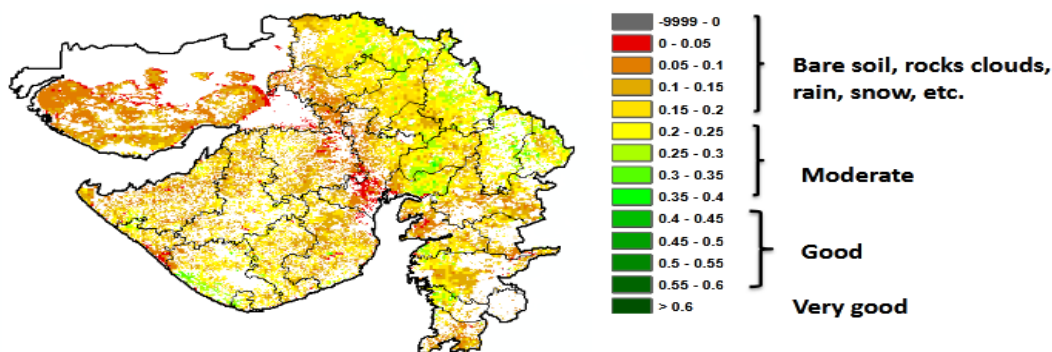 -9999 - 0
0 - 0.05
0.05 - 0.1
0.1 - 0.15
0.15 - 0.2
0.2 - 0.25
0.25 - 0.3
0.3 - 0.35
0.35 - 0.4
0.4 - 0.45
0.45 - 0.5
0.5 - 0.55
0.55 - 0.6
> 0.6
Bare soil, rocks clouds,
rain, snow, etc.
Moderate
Good
Very good